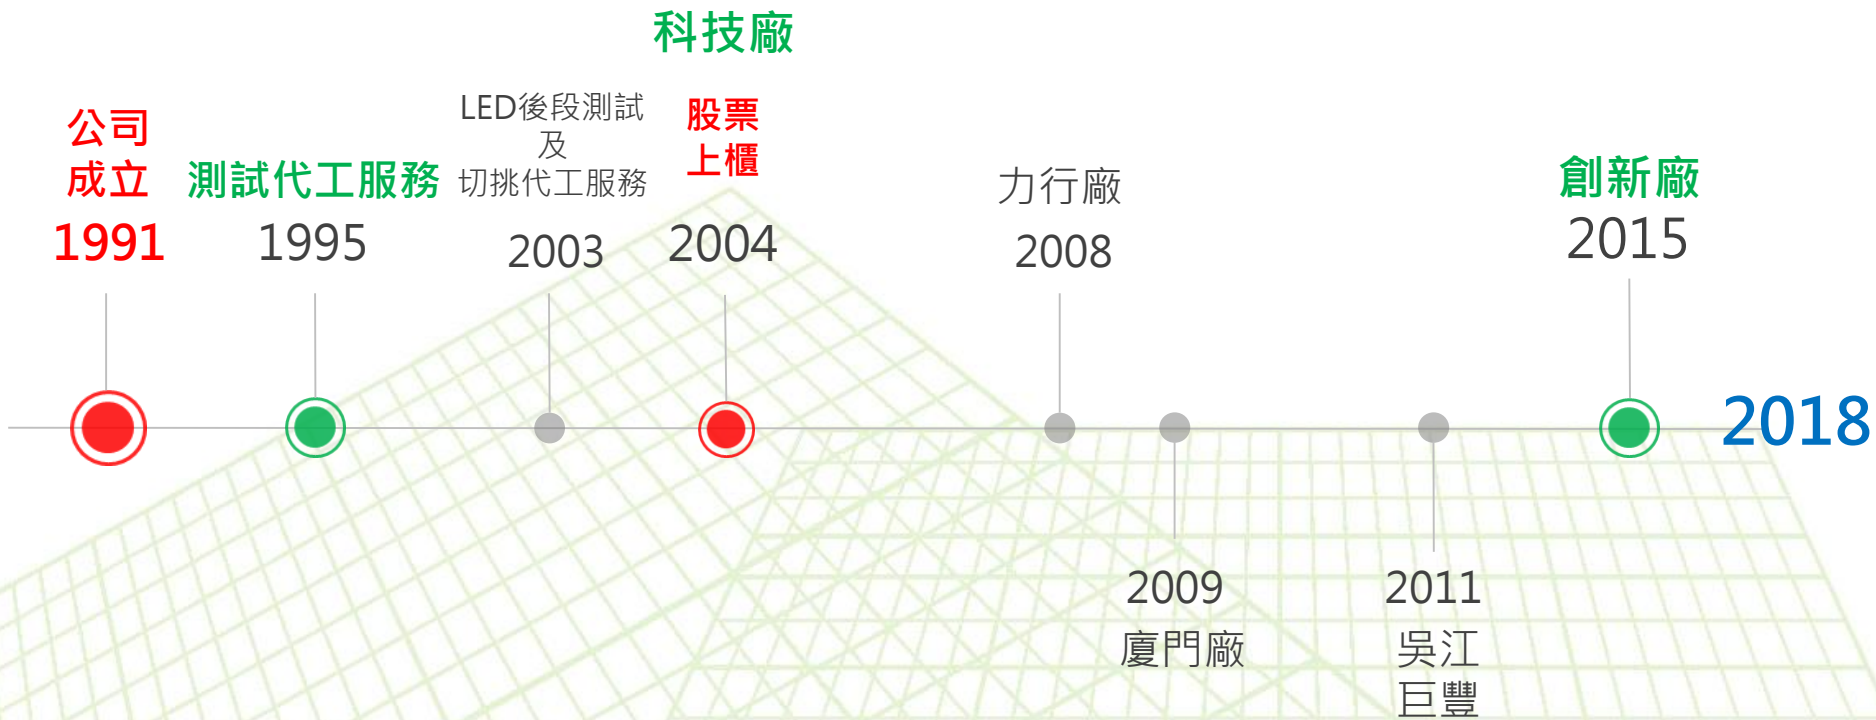 公司
成立
1991
測試代工服務
1995
LED後段測試
及
切挑代工服務
2003
科技廠
股票
上櫃
2004
力行廠
2008
2009
廈門廠
2011
吳江
巨豐
創新廠
2015
2018